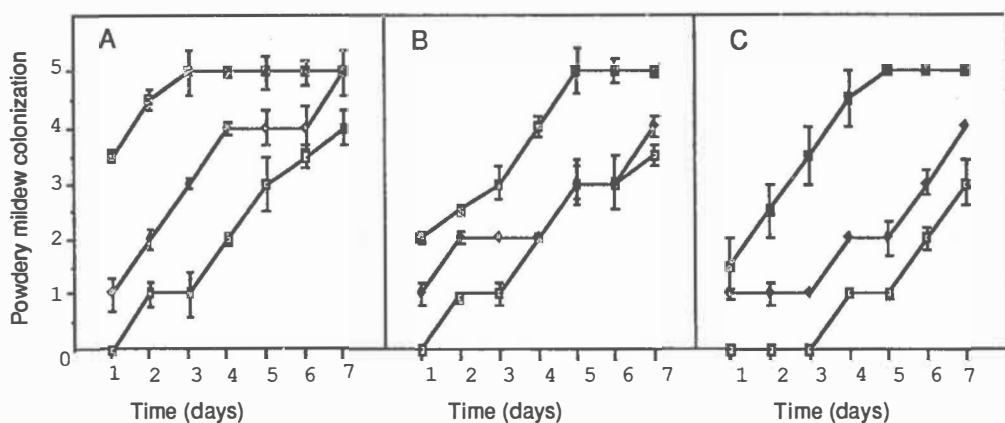 A
B
C
Powdery mildew colonization
5
4
3
2
1
0
1 2 3 4 5 6 7
1 2 3 4 5 6 7
1 2 3 4 5 6 7
Time (days)
Time (days)
Time (days)